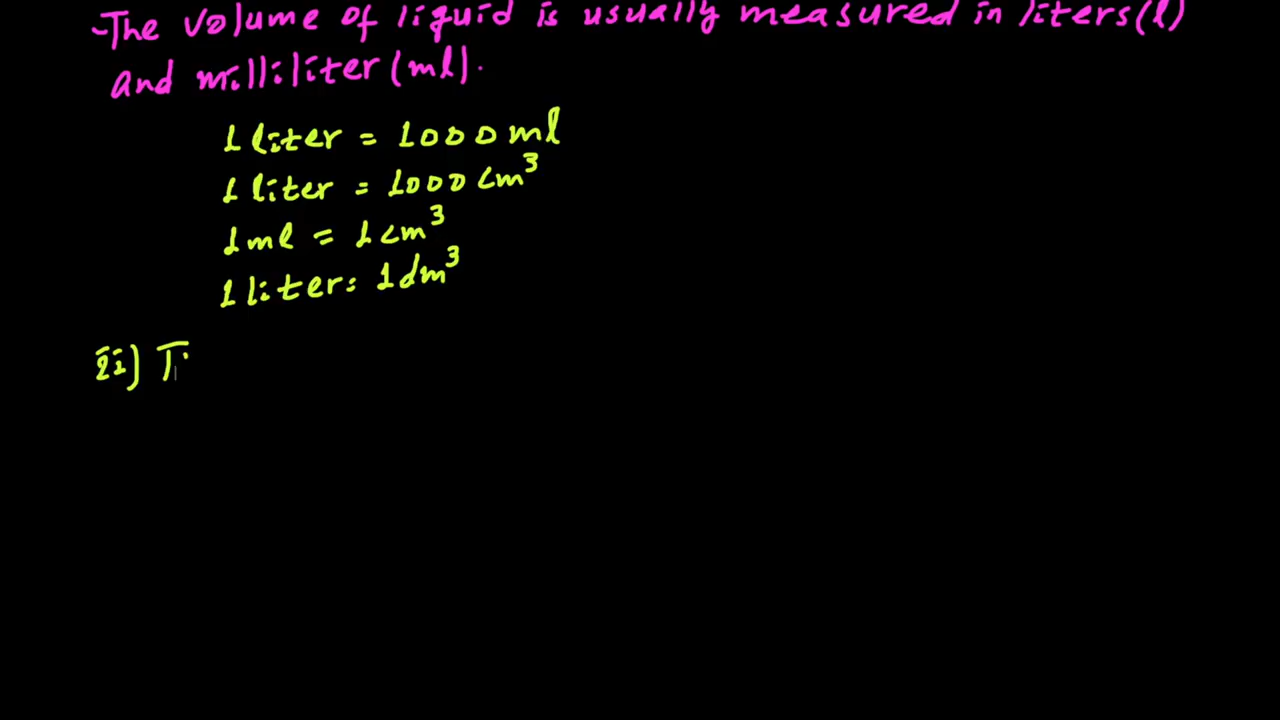 -The volume of liquid is usually measured in liters(l)
and milliliter(ml).
1 liter = 1000 ml
1 liter = 1000 cm³
1 ml = 1 cm³
1 liter = 1 dm³
ii) Ti